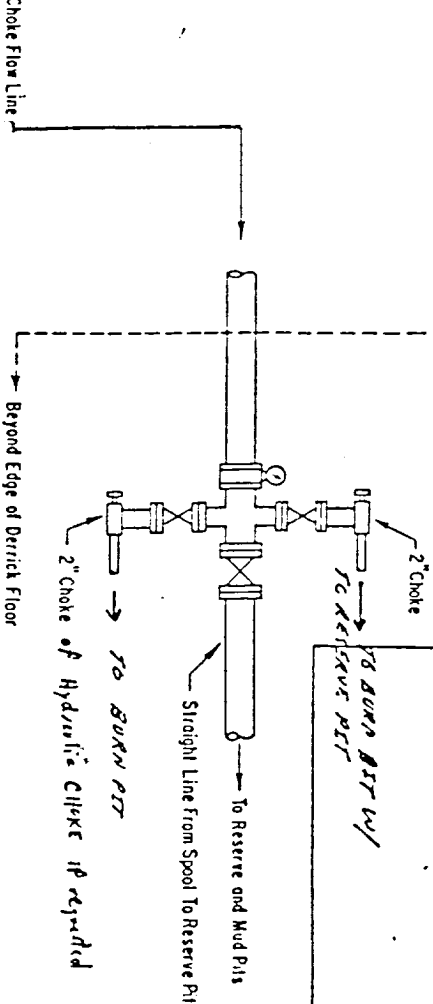 Choke Flow Line
Beyond Edge of Derrick Floor
2" Choke
TO BURN PIT W/
TO RESERVE PIT
To Reserve and Mud Pits
Straight Line From Spool To Reserve Pit
TO BURN PIT
2" Choke of Hydraulic CHOKE if required